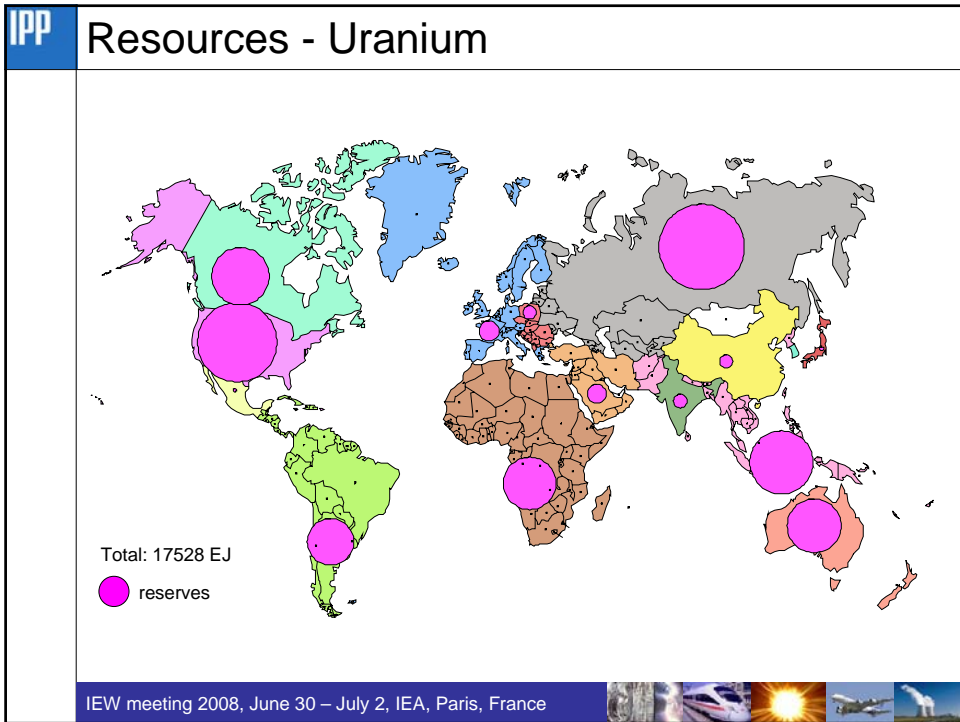 IPP
Resources - Uranium
Total: 17528 EJ
reserves
IEW meeting 2008, June 30 – July 2, IEA, Paris, France